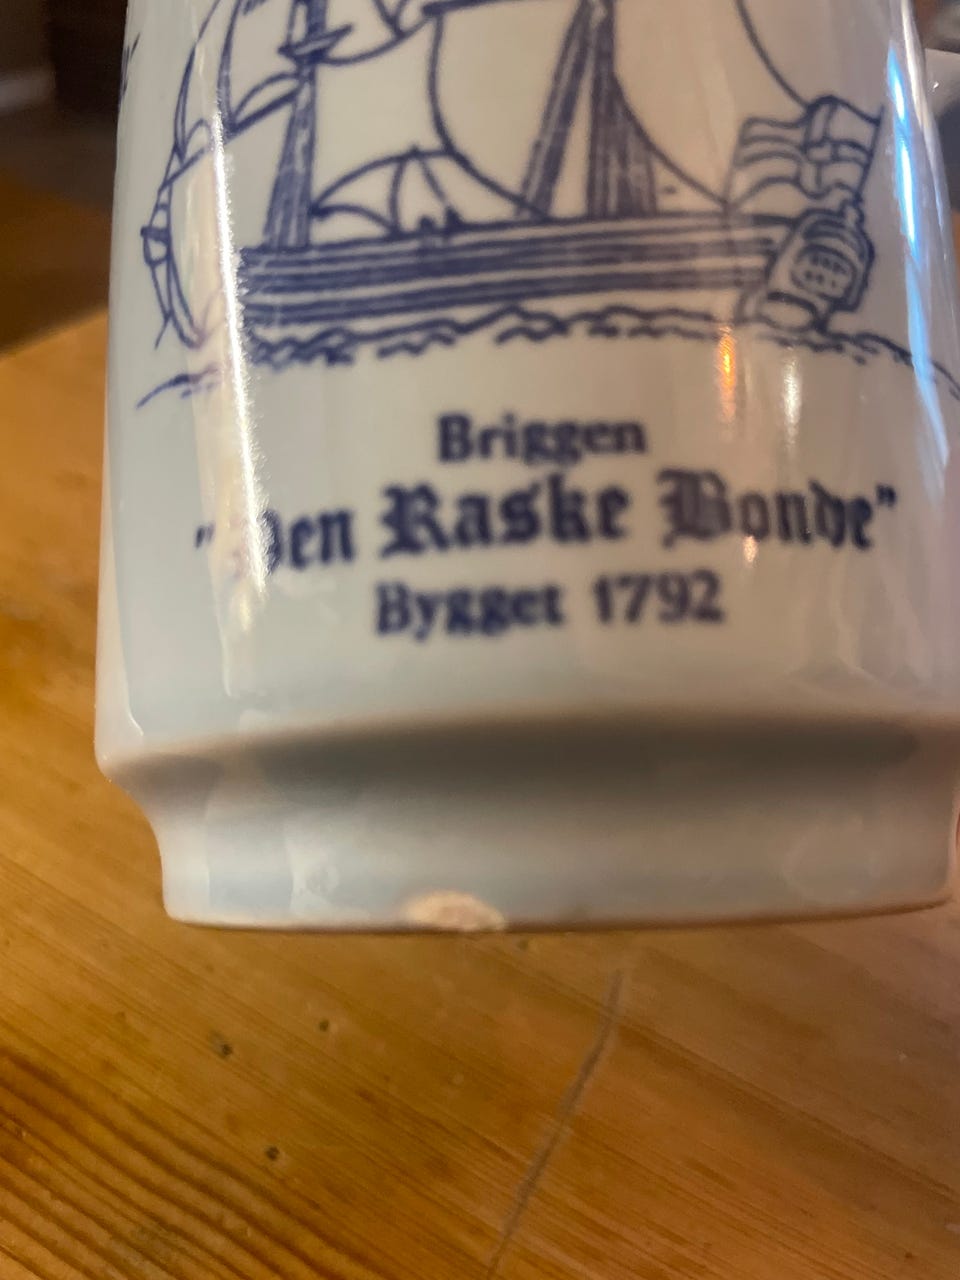 Briggen
"Den Raske Bonde"
Bygget 1792